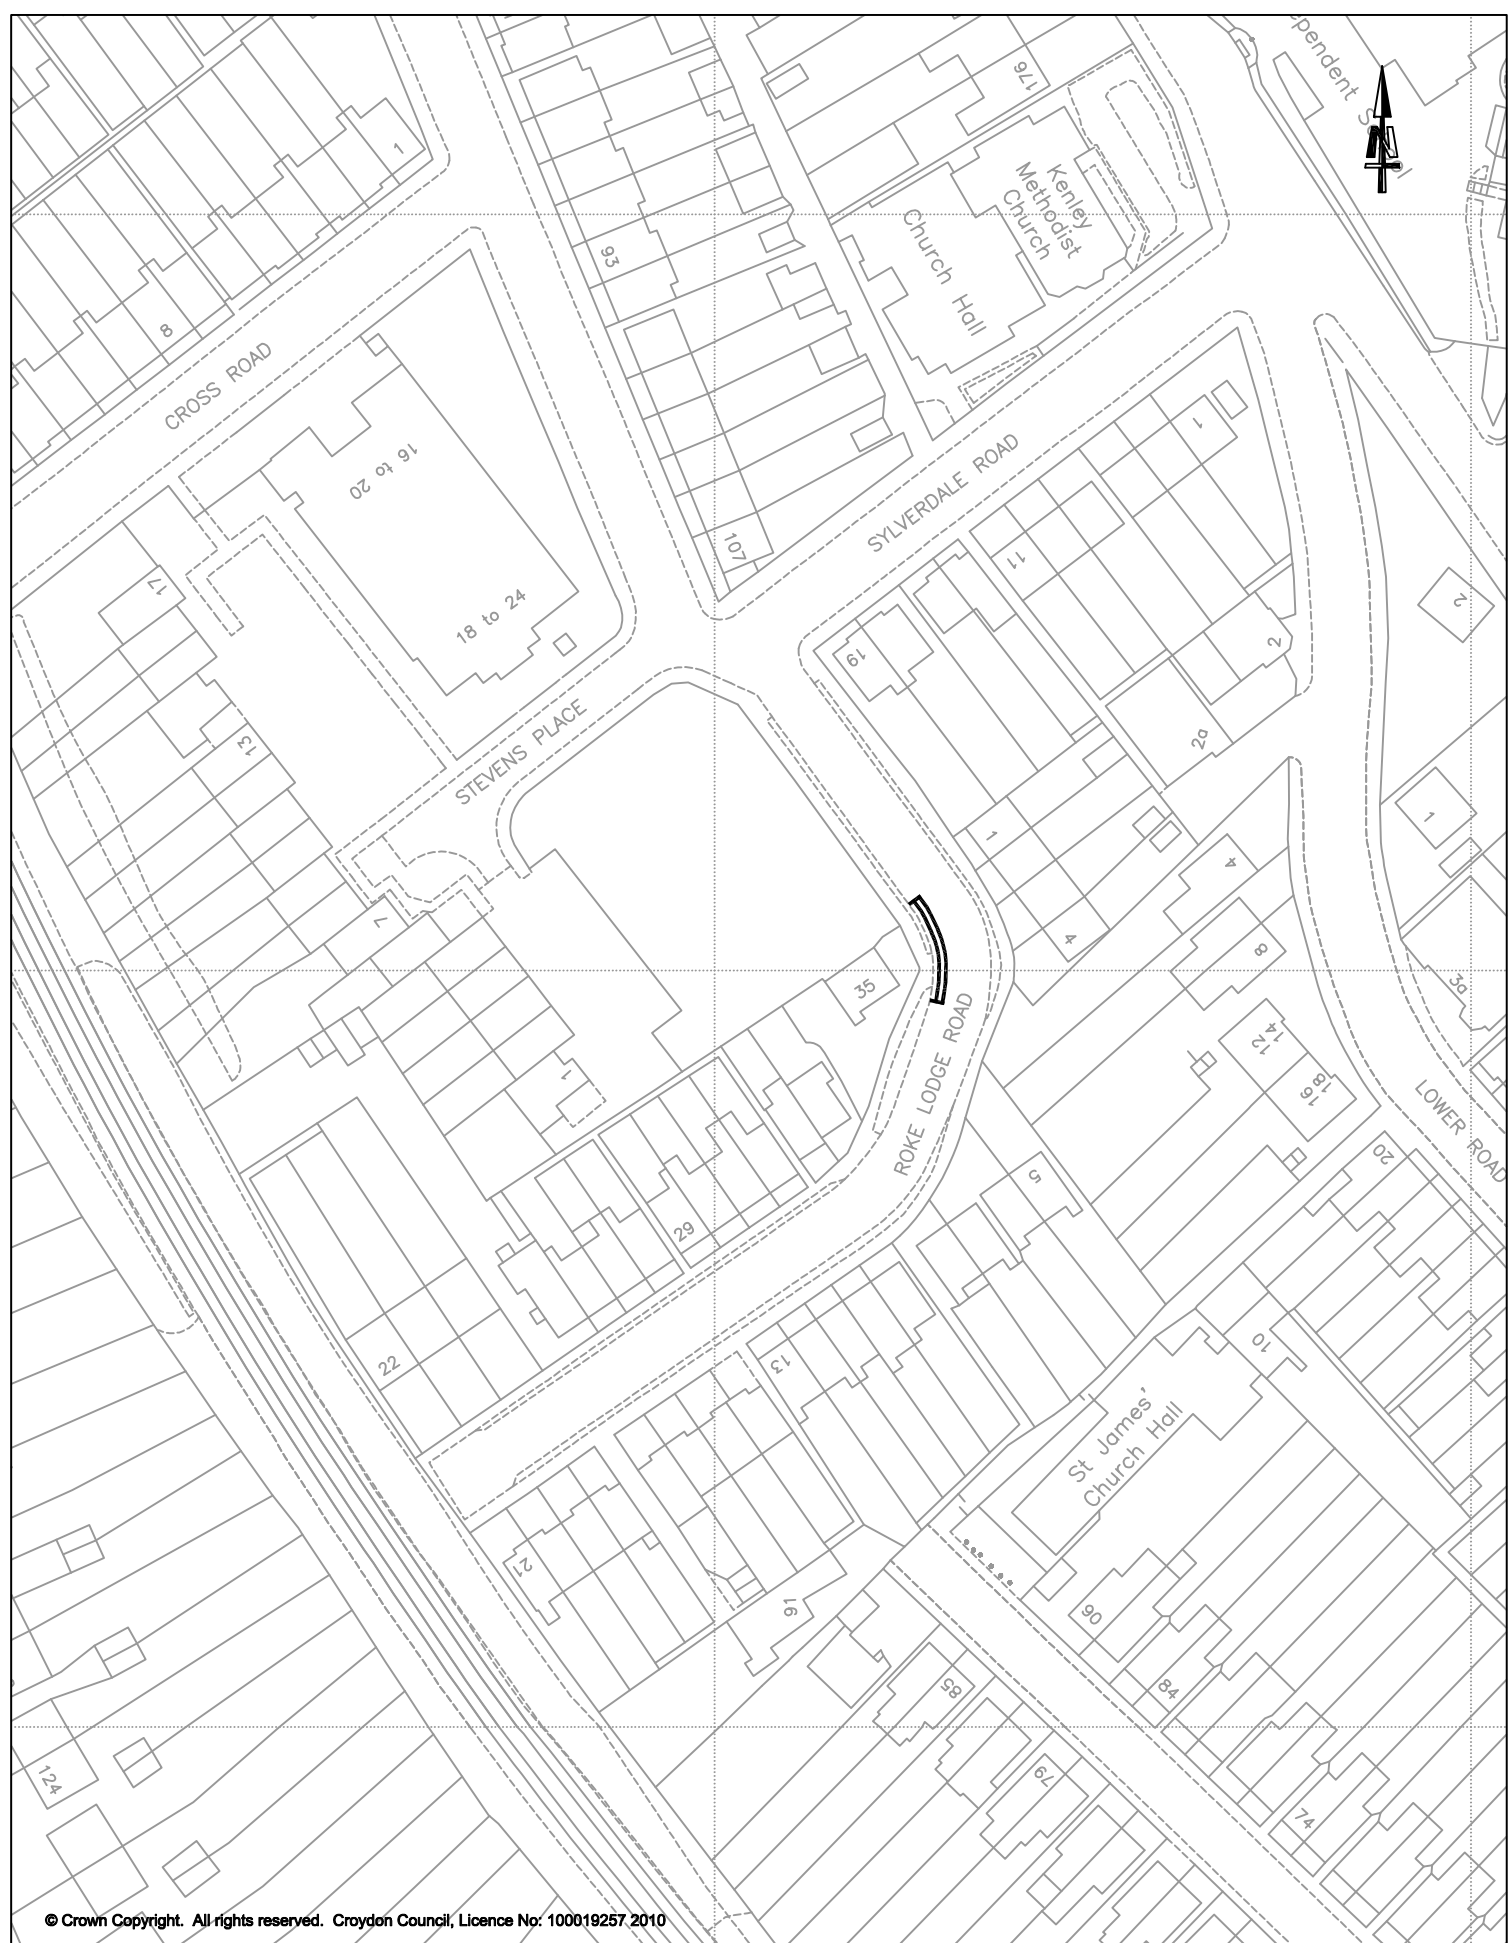 ependent School
N
176
1
Kenley
Methodist
Church
Church Hall
93
8
CROSS ROAD
16 to 20
1
SYLVERDALE ROAD
107
11
17
18 to 24
2
19
2
2a
13
STEVENS PLACE
1
1
4
7
4
8
35
3a
ROKE LODGE ROAD
12
14
1
18
16
LOWER ROAD
20
5
29
10
22
13
St James'
Church Hall
21
91
90
85
84
79
124
74
© Crown Copyright. All rights reserved. Croydon Council, Licence No: 100019257 2010